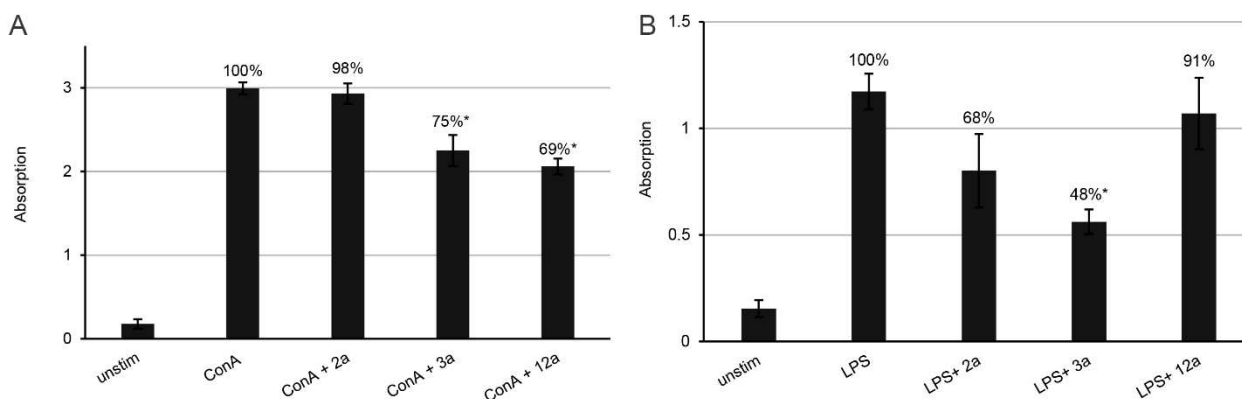 A
Absorption
3
2
1
0
100%
98%
75%*
69%*
unstim
ConA
ConA + 2a
ConA + 3a
ConA + 12a
B
Absorption
1.5
1
0.5
0
100%
68%
48%*
91%
unstim
LPS
LPS+ 2a
LPS+ 3a
LPS+ 12a